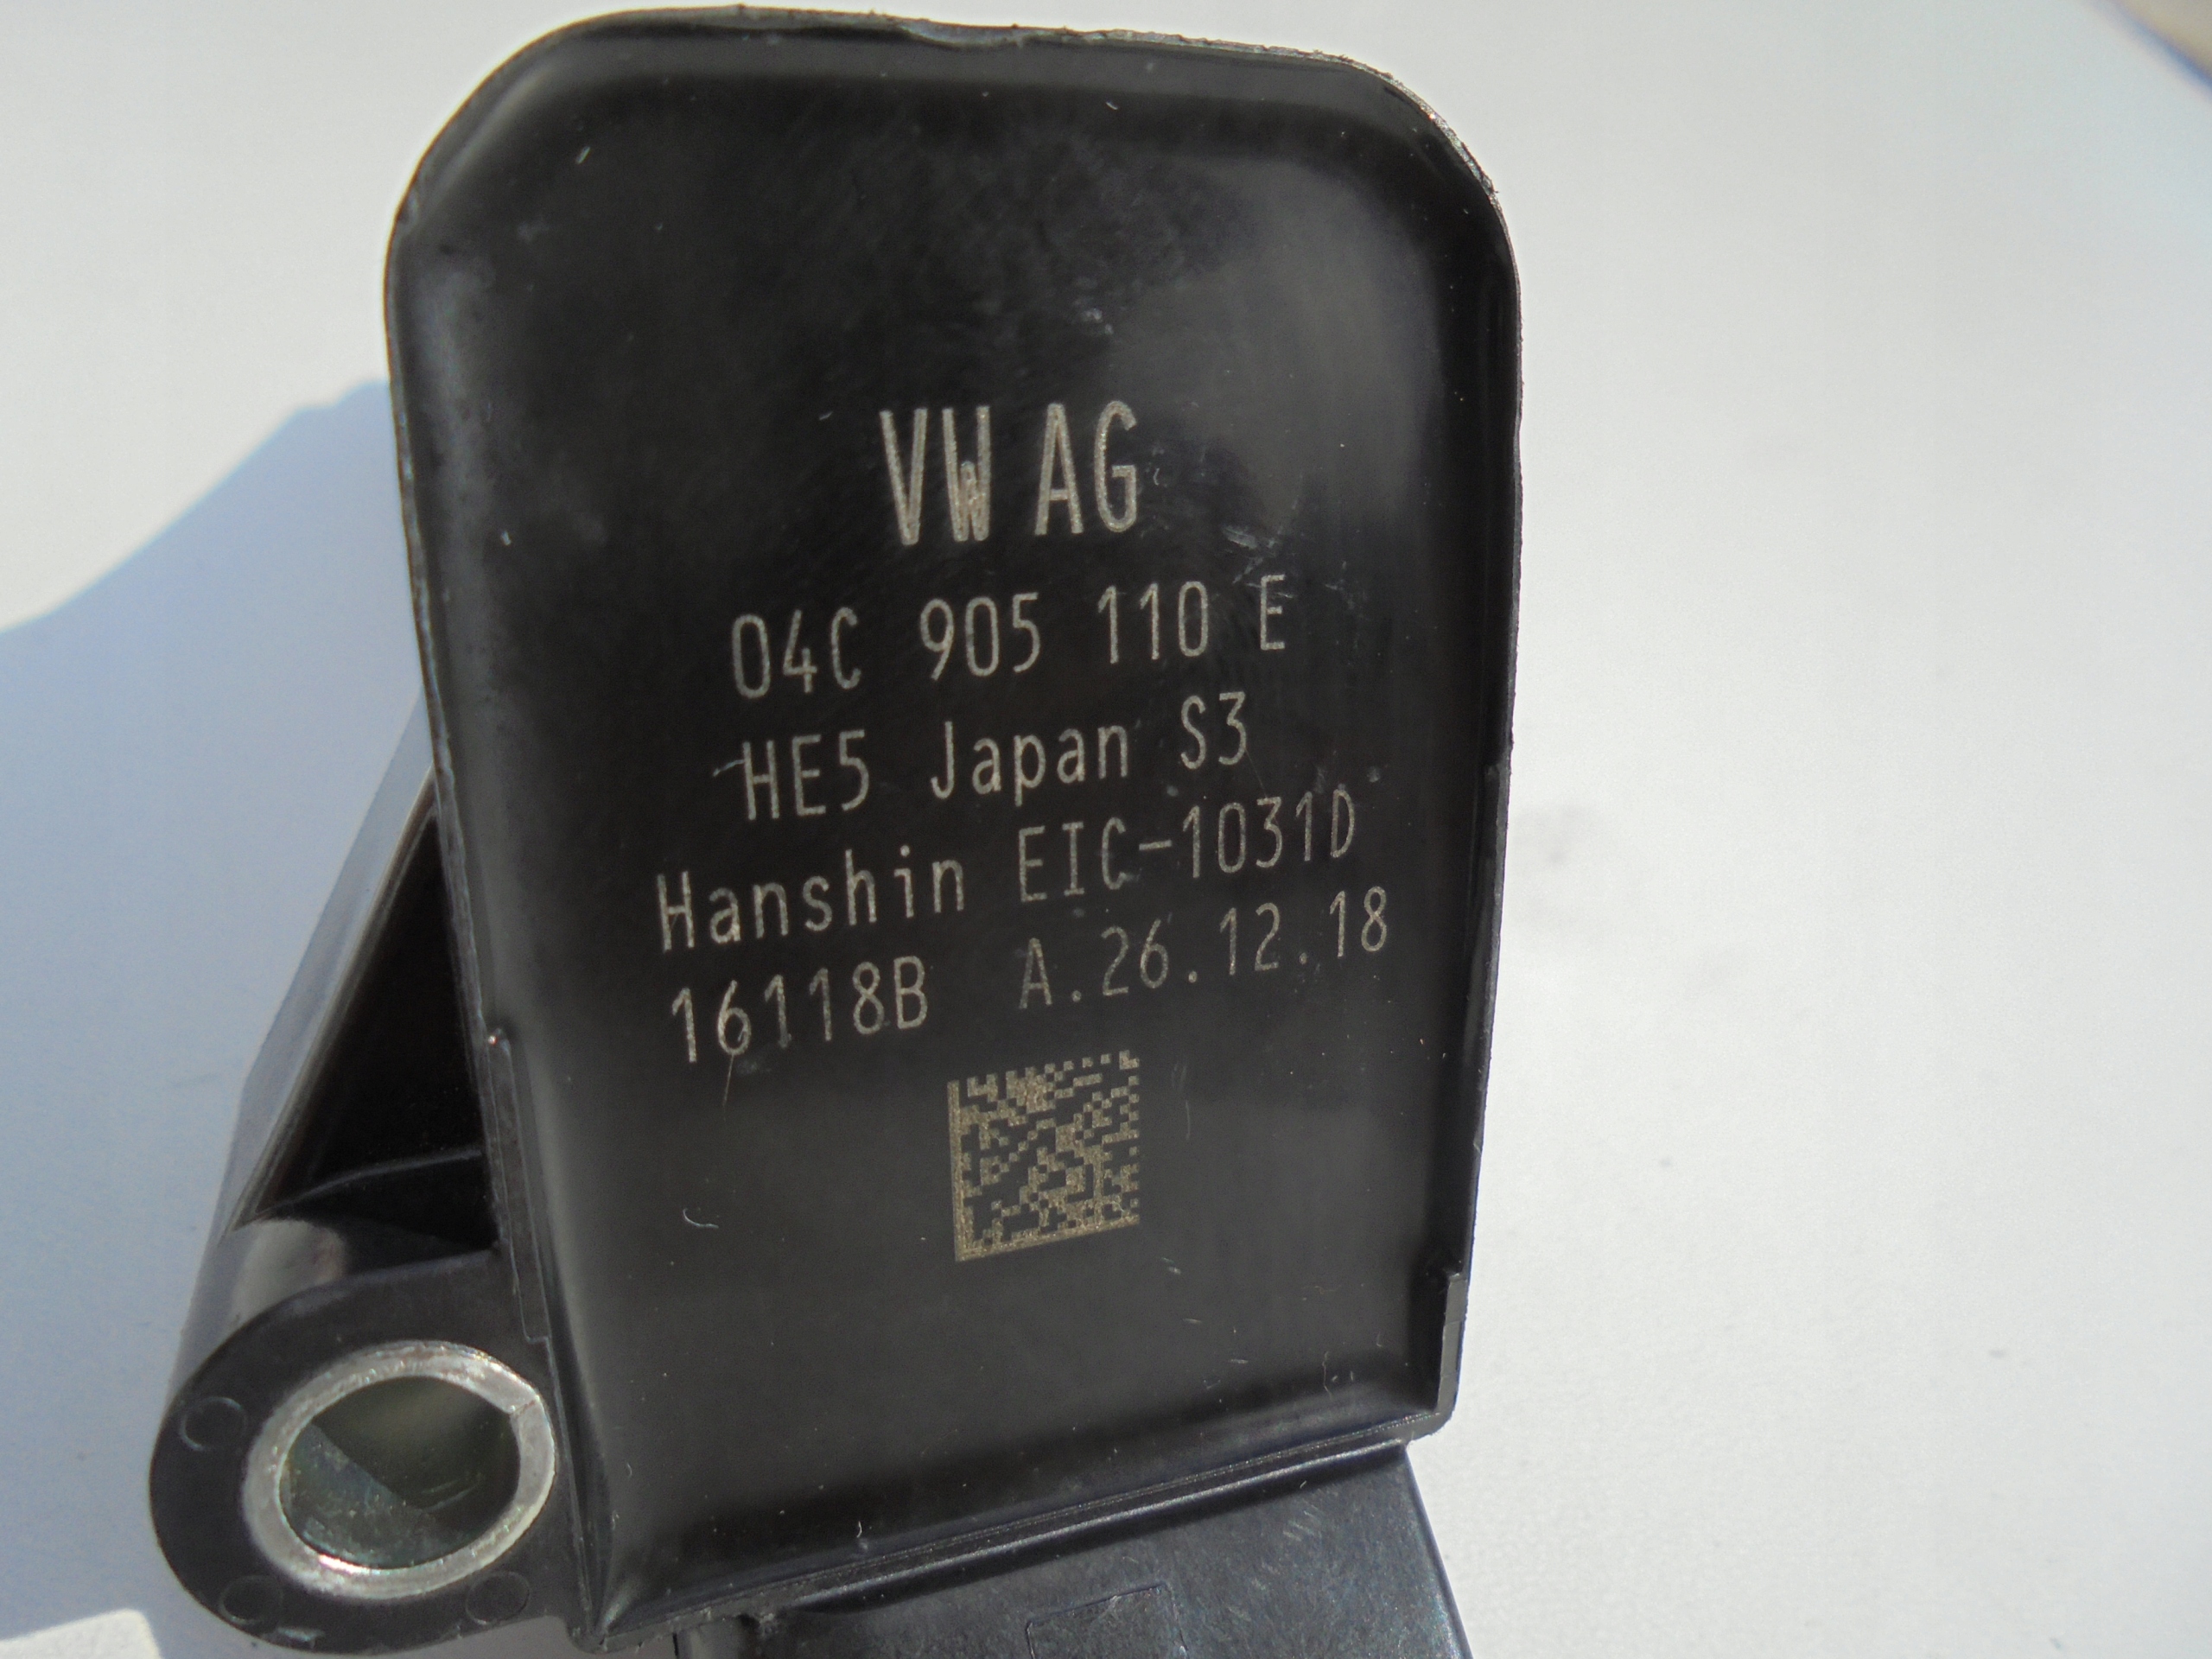 VW AG
04C 905 110 E
HE5 Japan S3
Hanshin EIC-1031D
16118B A.26.12.18